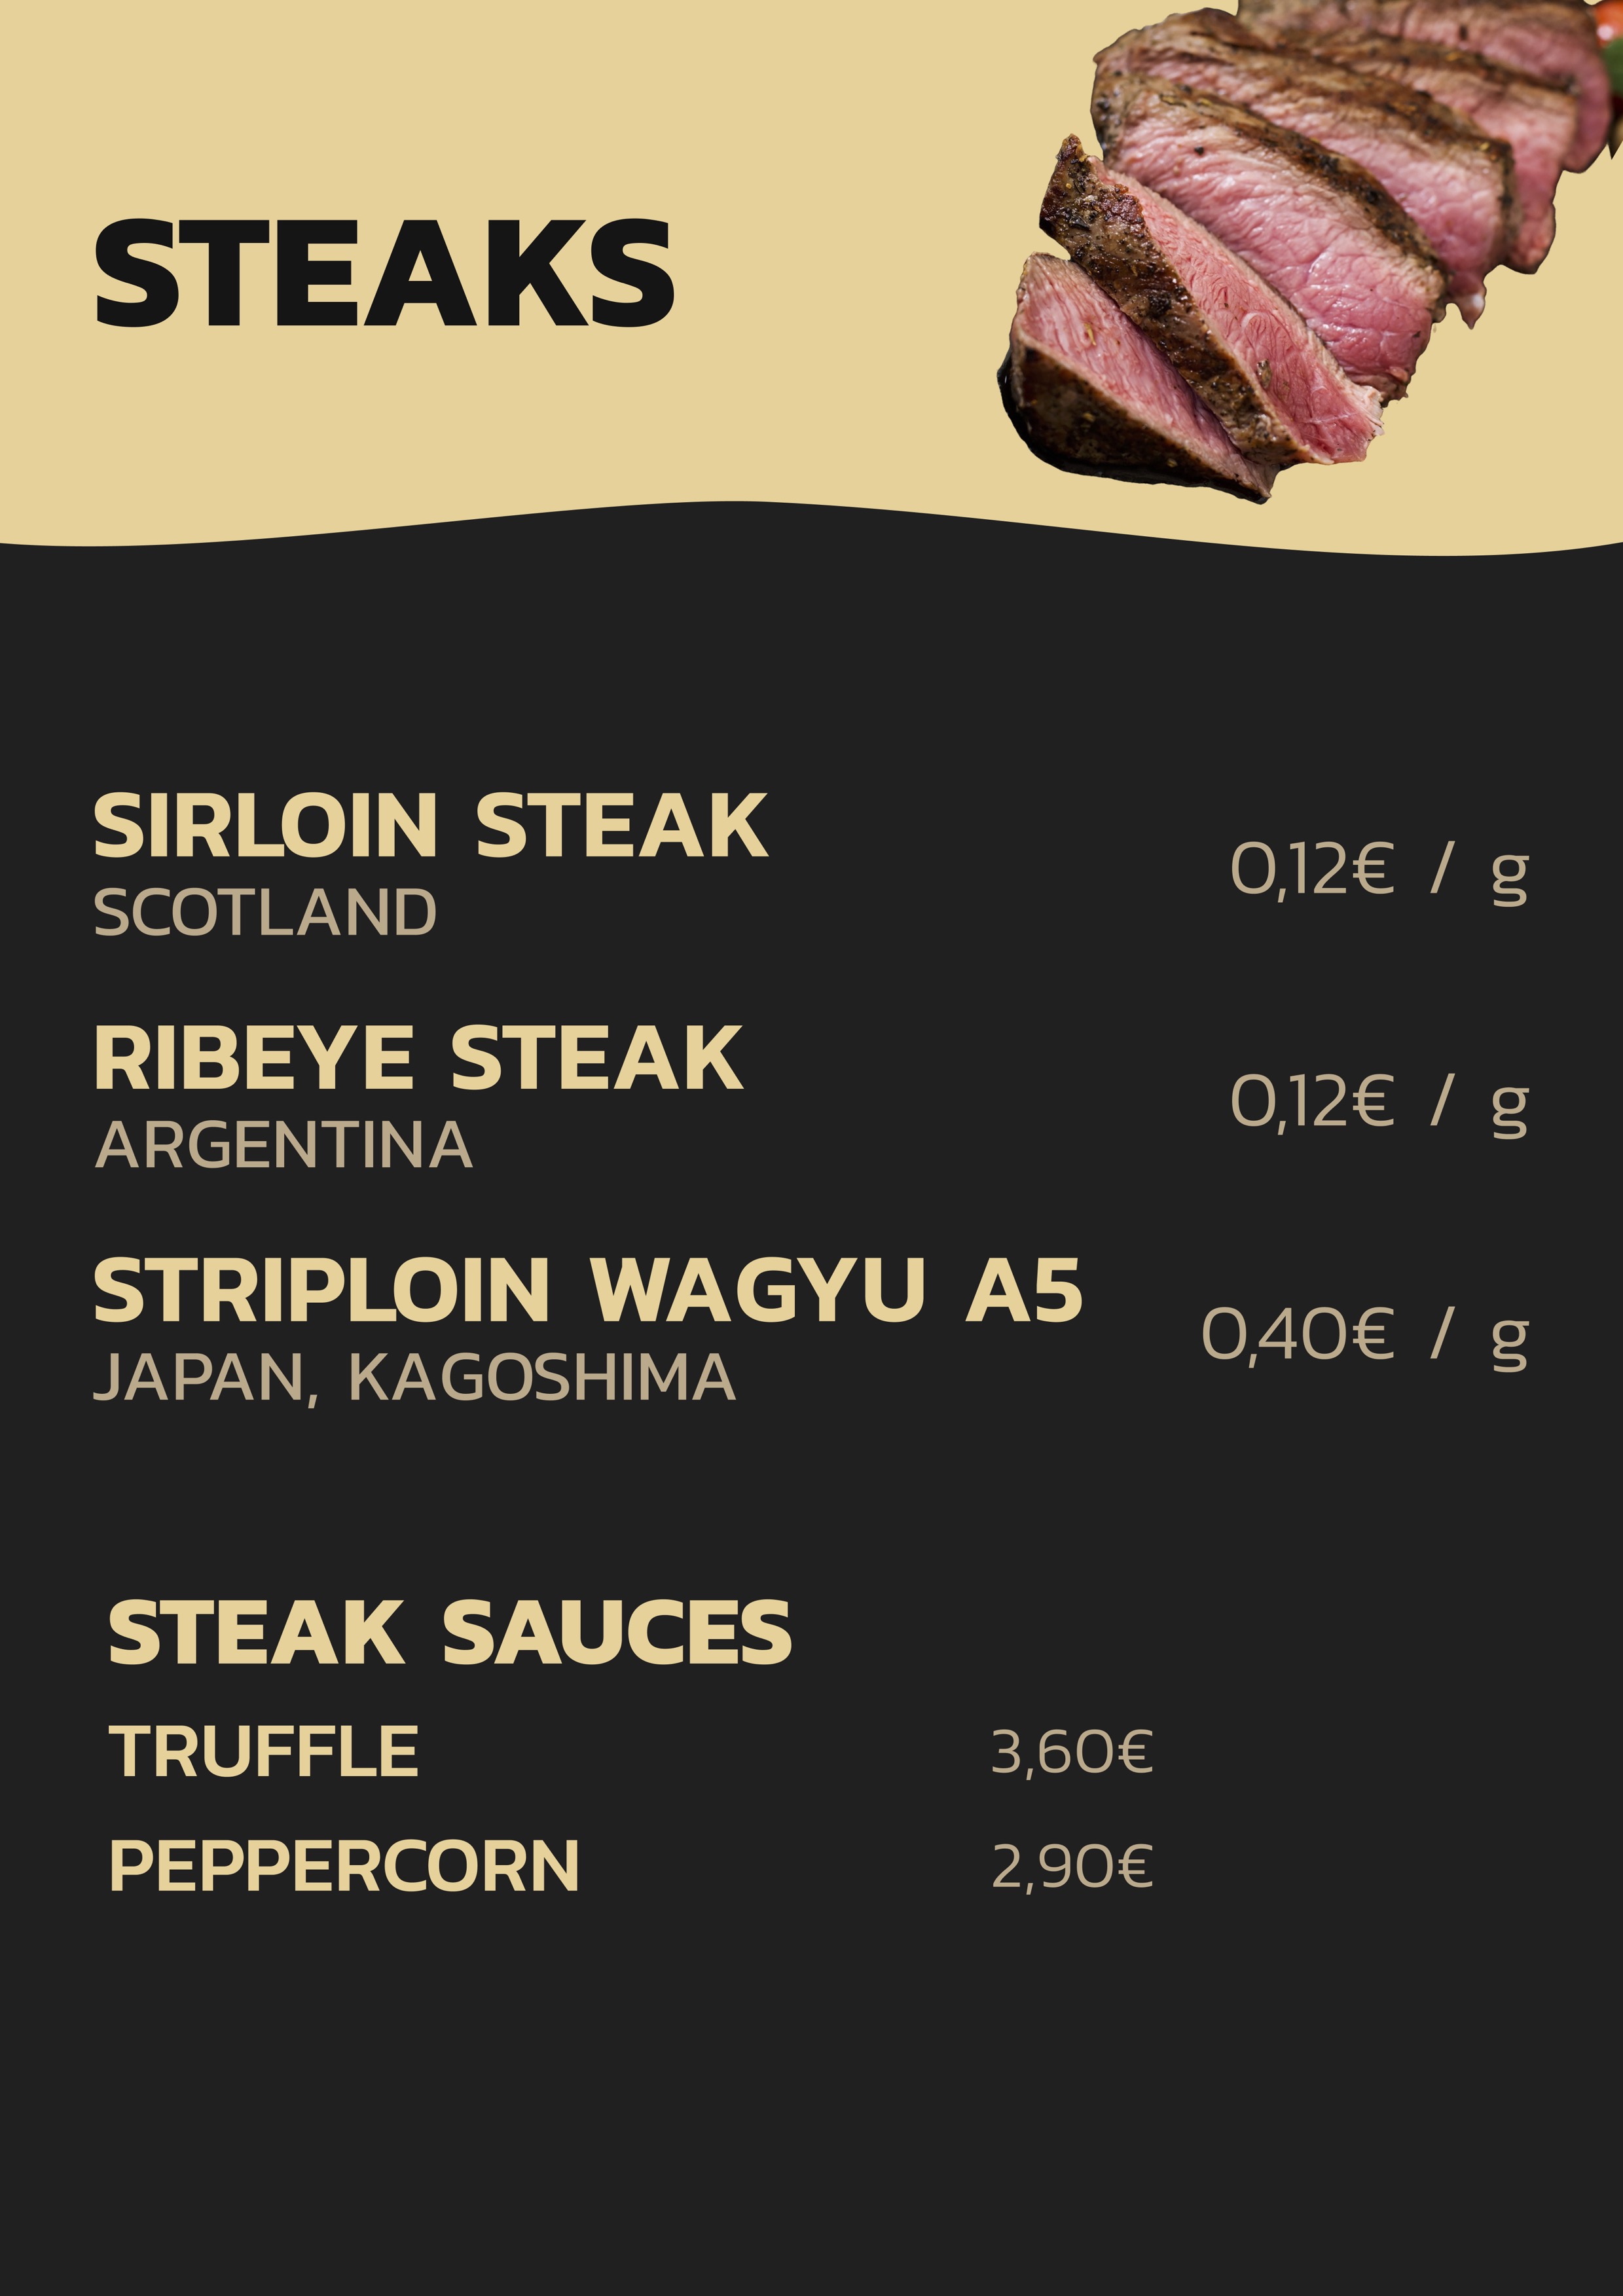 STEAKS
SIRLOIN STEAK
SCOTLAND
0,12€ / g
RIBEYE STEAK
ARGENTINA
0,12€ / g
STRIPLOIN WAGYU A5
JAPAN, KAGOSHIMA
0,40€ / g
STEAK SAUCES
TRUFFLE 3,60€
PEPPERCORN 2,90€